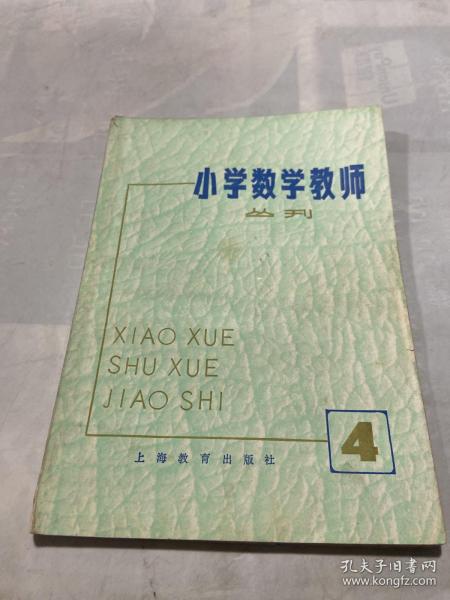 小学数学教师
丛刊
XIAO XUE
SHU XUE
JIAO SHI
4
上海教育出版社
孔夫子旧书网
www.kongfz.com